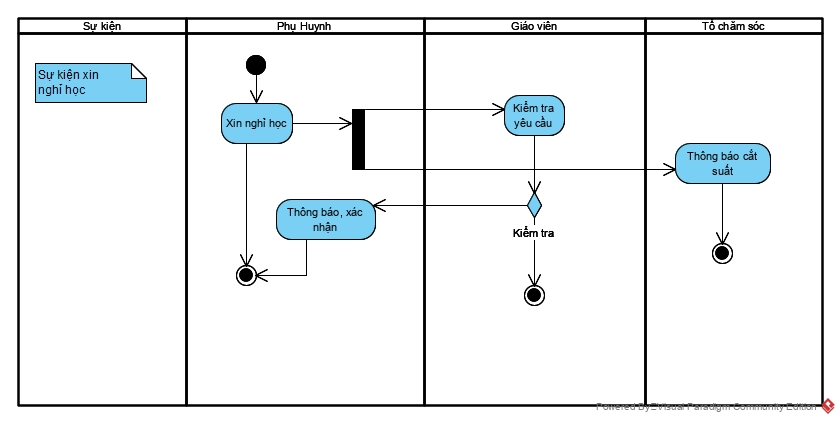 Sự kiện
Phụ Huynh
Giáo viên
Tổ chăm sóc
Sự kiện xin
nghỉ học
Xin nghỉ học
Kiểm tra
yêu cầu
Thông báo cắt
suất
Thông báo, xác
nhận
Kiểm tra
Powered By Visual Paradigm Community Edition